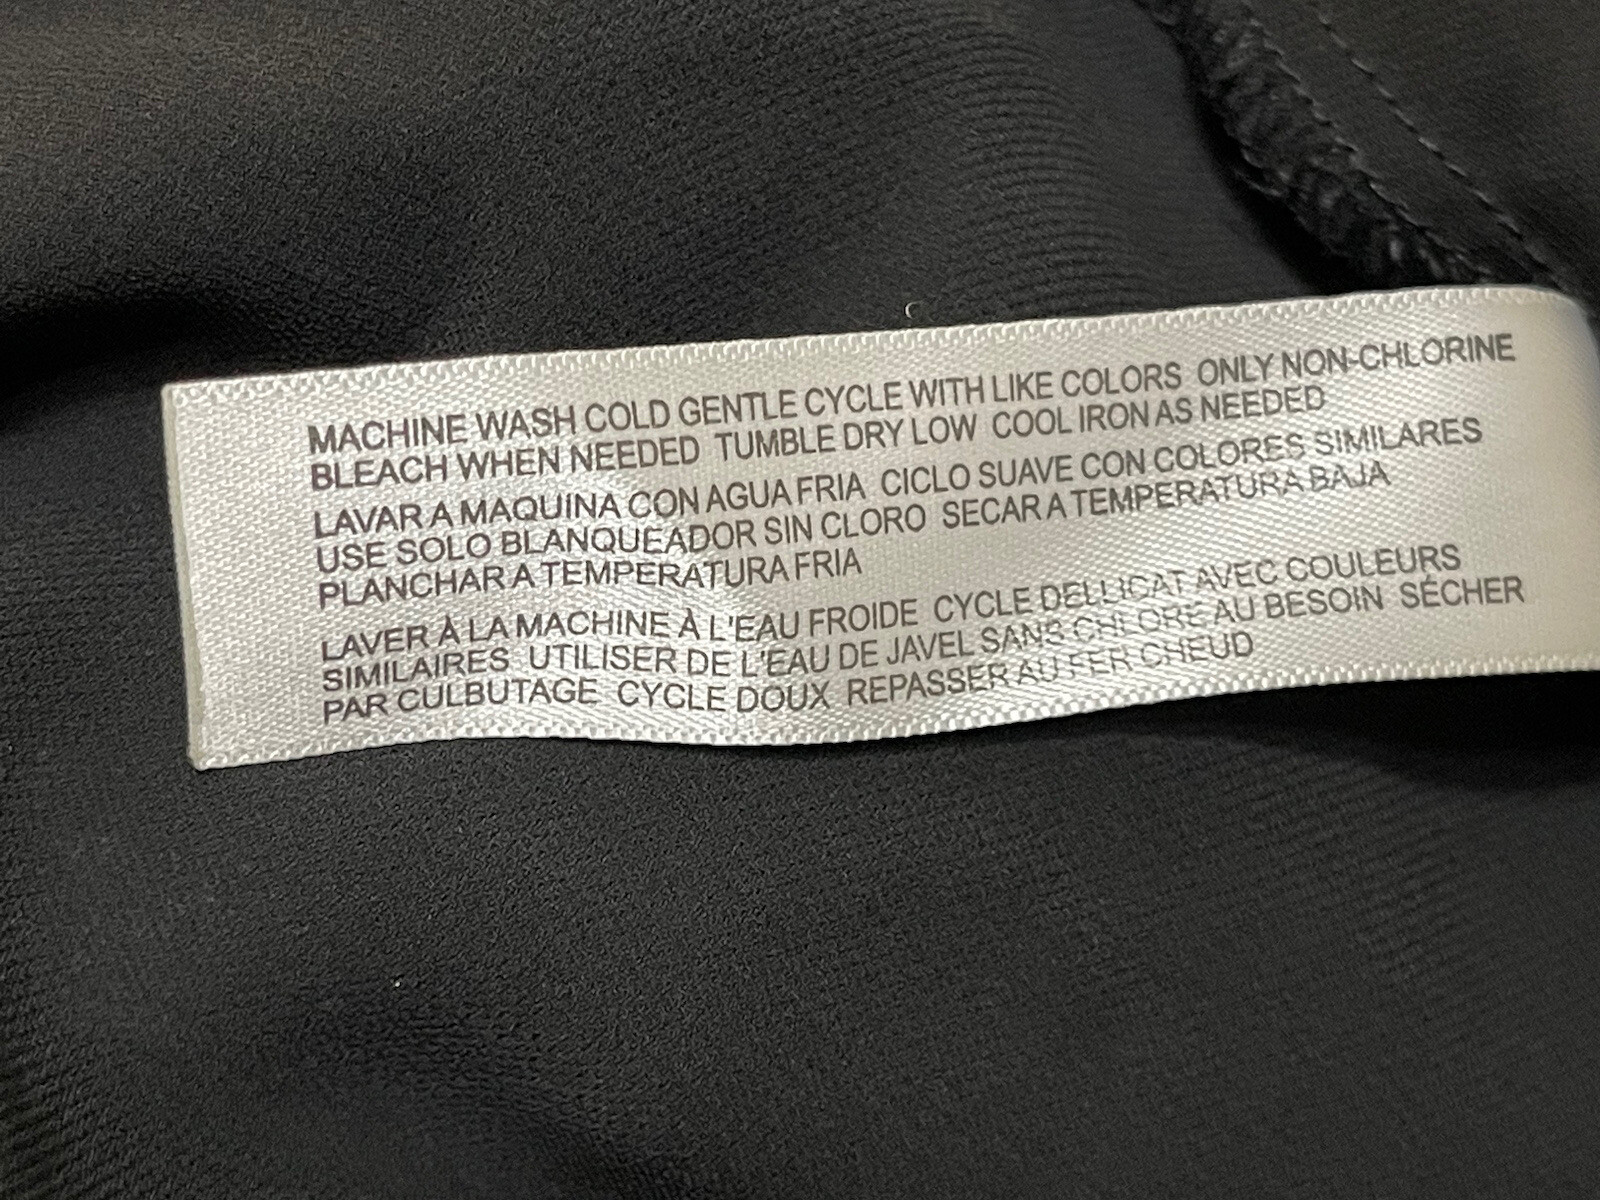 MACHINE WASH COLD GENTLE CYCLE WITH LIKE COLORS ONLY NON-CHLORINE
BLEACH WHEN NEEDED TUMBLE DRY LOW COOL IRON AS NEEDED
LAVAR A MAQUINA CON AGUA FRIA CICLO SUAVE CON COLORES SIMILARES
USE SOLO BLANQUEADOR SIN CLORO SECAR A TEMPERATURA BAJA
PLANCHAR A TEMPERATURA FRIA
LAVER À LA MACHINE À L'EAU FROIDE CYCLE DELLICAT AVEC COULEURS
SIMILAIRES UTILISER DE L'EAU DE JAVEL SANS CHLORE AU BESOIN SÉCHER
PAR CULBUTAGE CYCLE DOUX REPASSER AU FER CHEUD